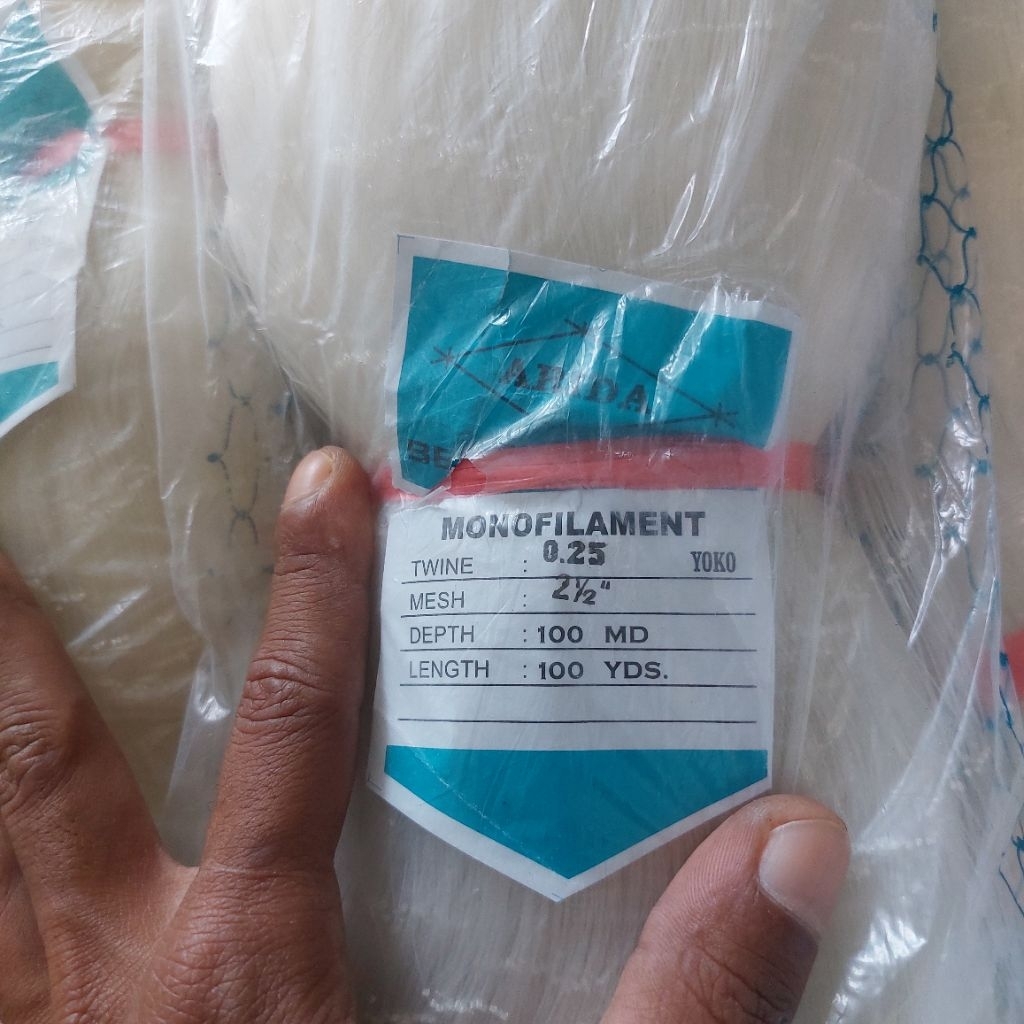 MONOFILAMENT
TWINE : 0.25 YOKO
MESH : 2½"
DEPTH : 100 MD
LENGTH : 100 YDS.